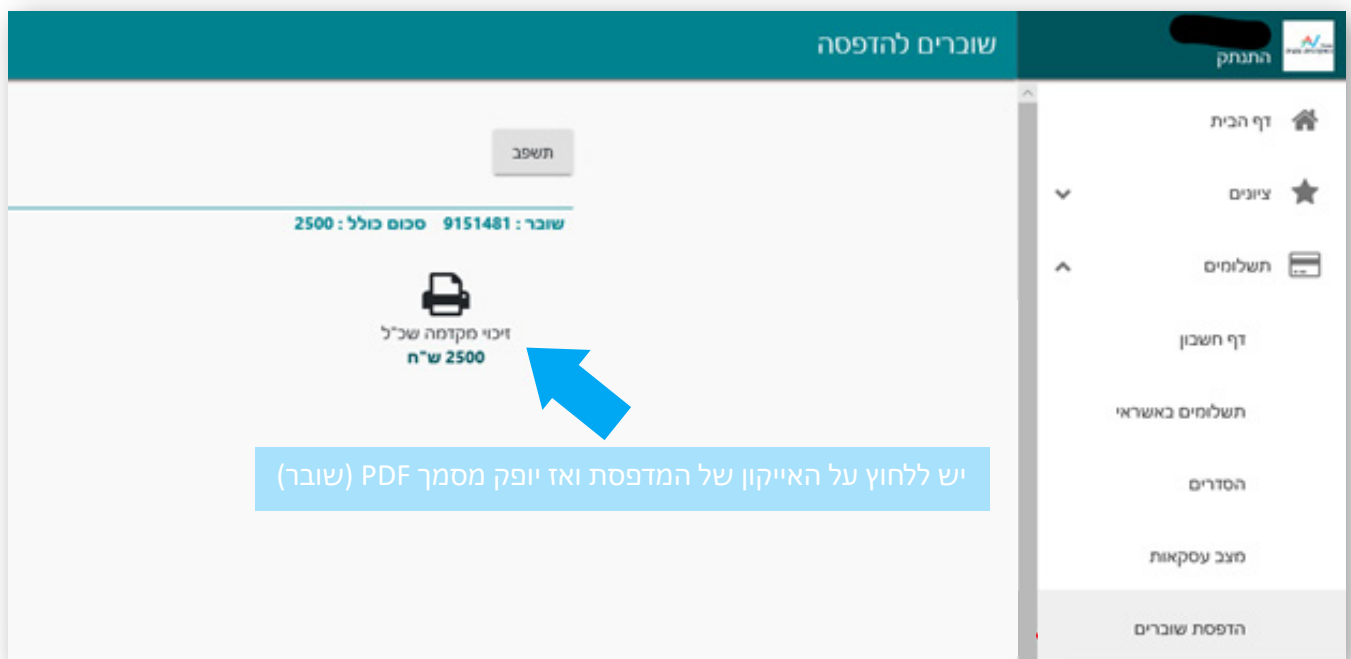 התנתק
שוברים להדפסה
דף הבית
ציונים
תשלומים
דף חשבון
תשלומים באשראי
הסדרים
מצב עסקאות
הדפסת שוברים
תשפב
שובר : 9151481 סכום כולל : 2500
זיכוי מקדמה שכ"ל
2500 ש"ח
יש ללחוץ על האייקון של המדפסת ואז יופק מסמך PDF (שובר)